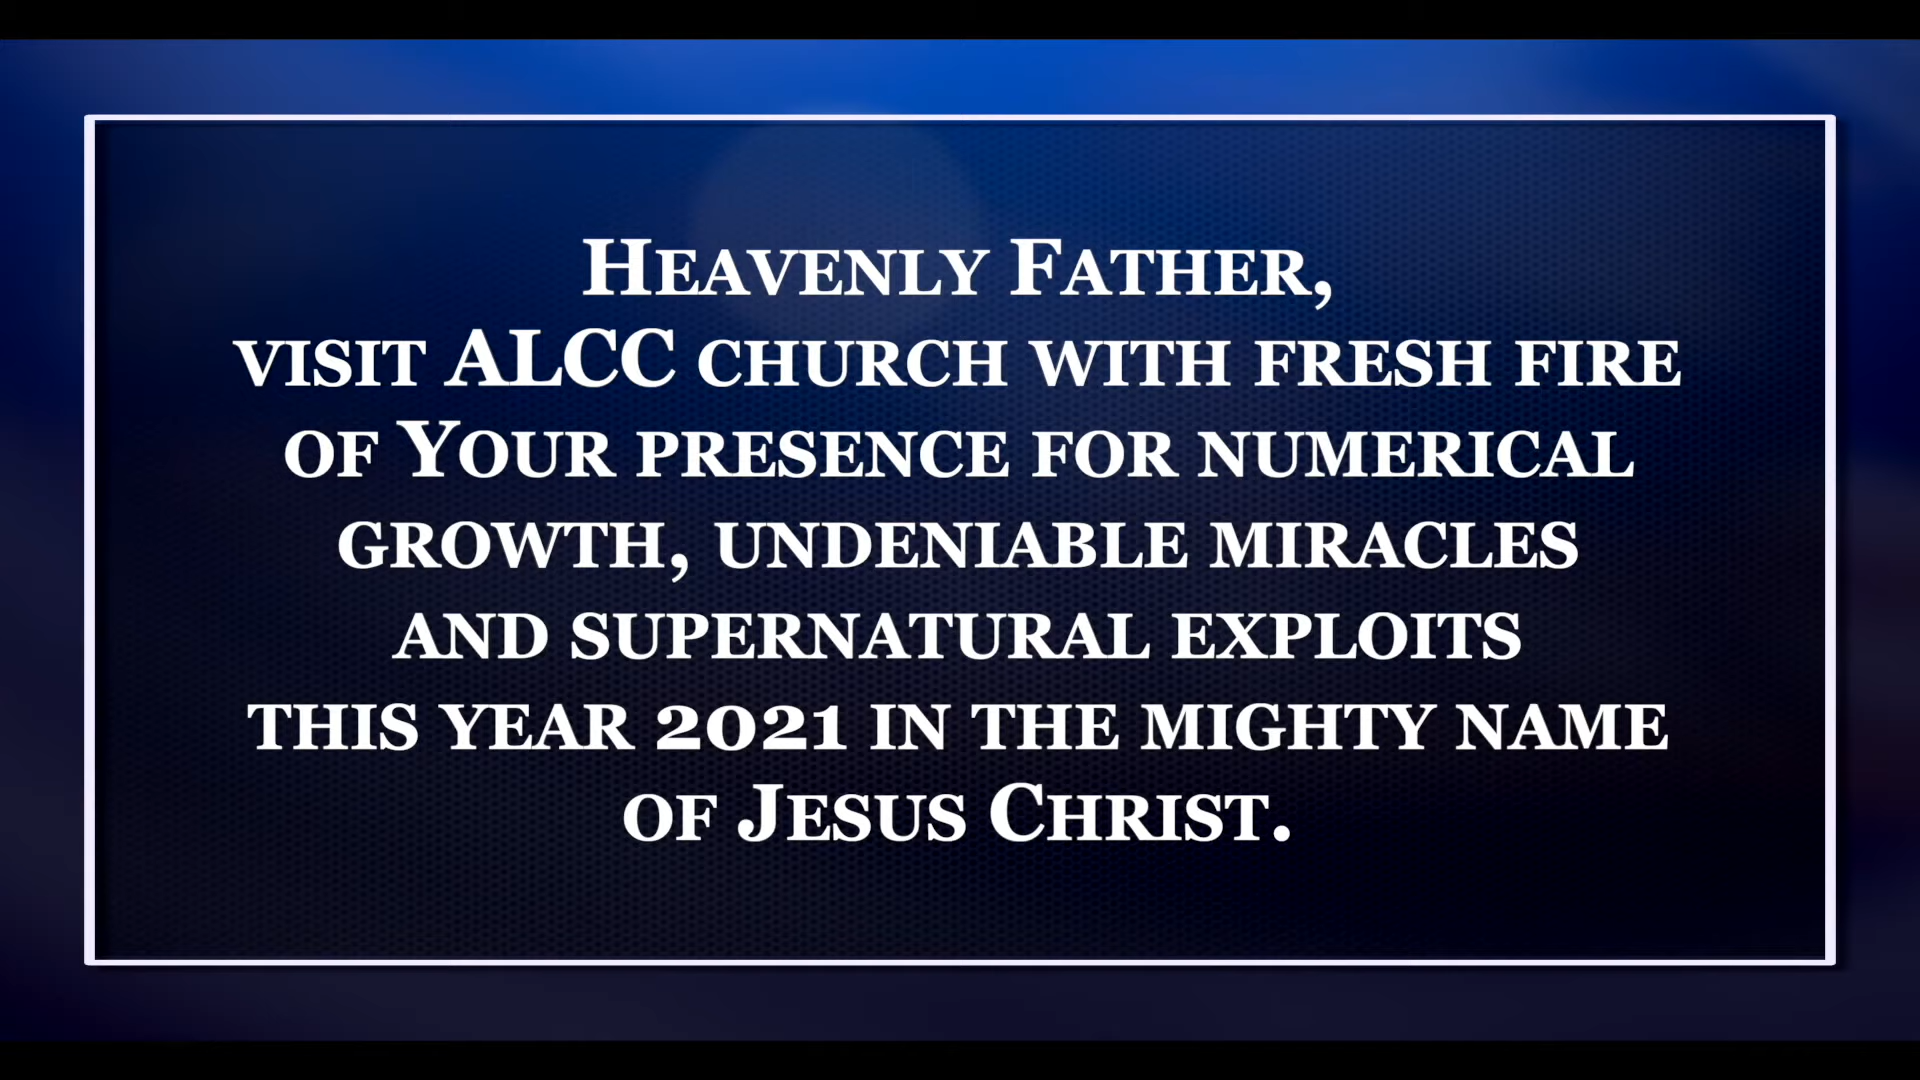 Heavenly Father,
visit ALCC church with fresh fire
of Your presence for numerical
growth, undeniable miracles
and supernatural exploits
this year 2021 in the mighty name
of Jesus Christ.